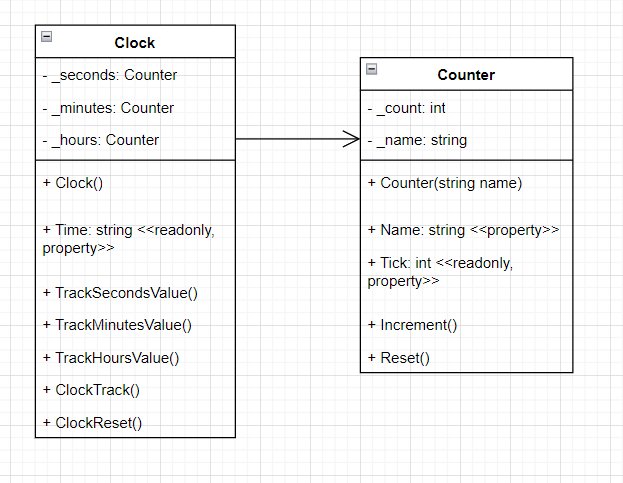 Clock
- _seconds: Counter
- _minutes: Counter
- _hours: Counter
+ Clock()
+ Time: string <<readonly,
property>>
+ TrackSecondsValue()
+ TrackMinutesValue()
+ TrackHoursValue()
+ ClockTrack()
+ ClockReset()
Counter
- _count: int
- _name: string
+ Counter(string name)
+ Name: string <<property>>
+ Tick: int <<readonly,
property>>
+ Increment()
+ Reset()